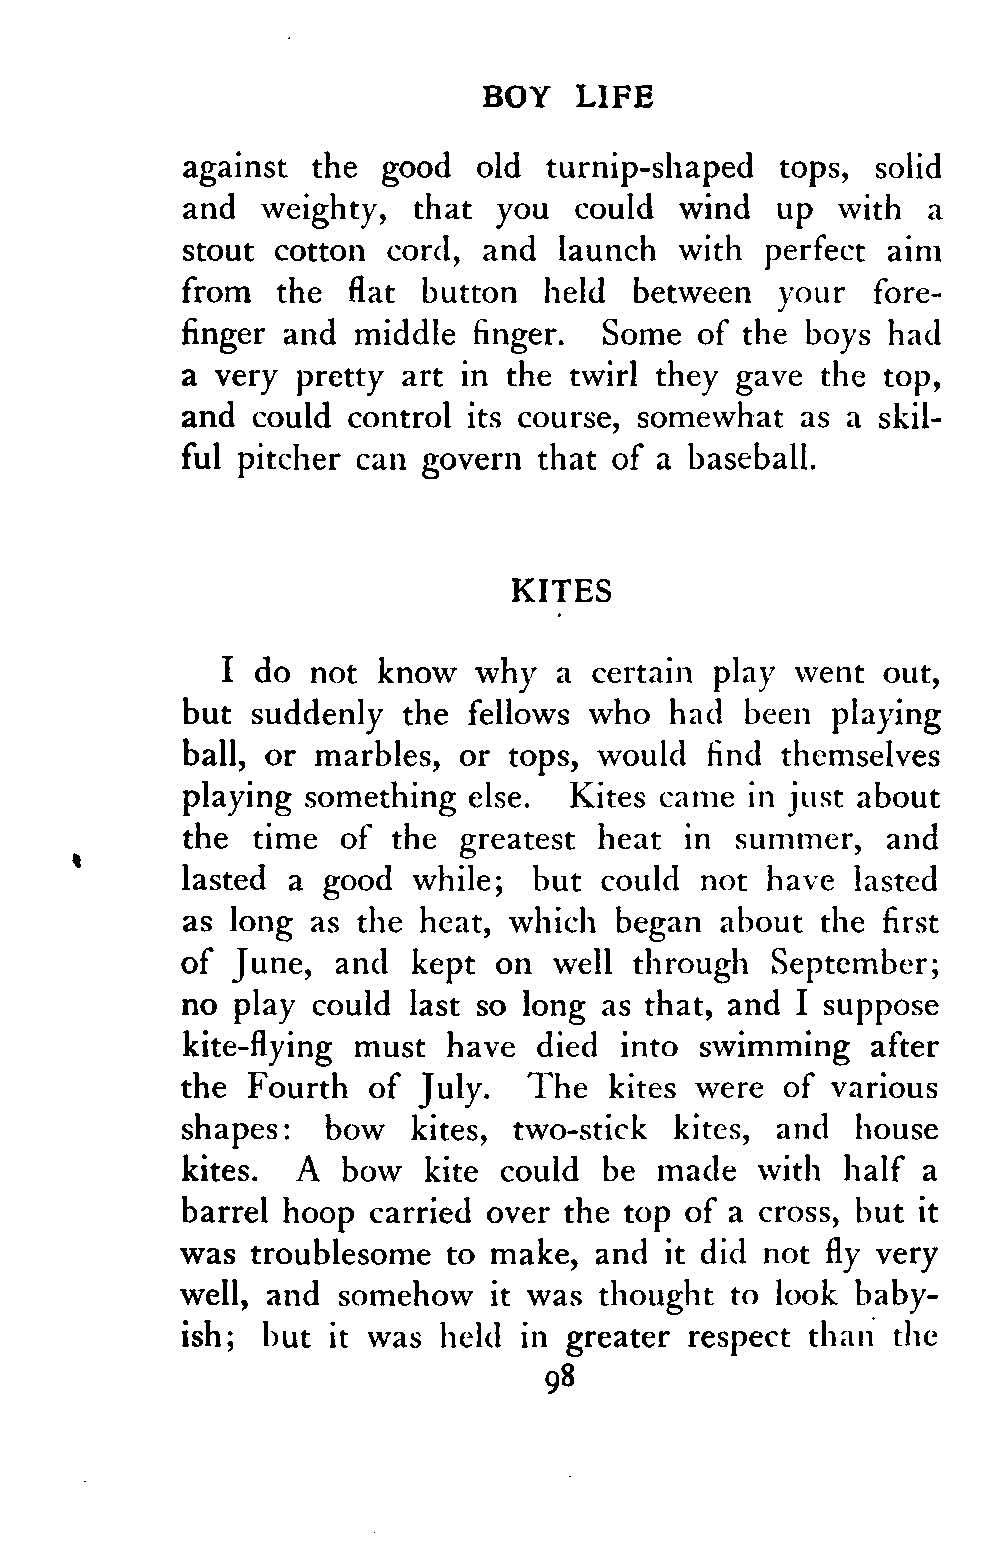 BOY LIFE
against the good old turnip-shaped tops, solid
and weighty, that you could wind up with a
stout cotton cord, and launch with perfect aim
from the flat button held between your fore-
finger and middle finger. Some of the boys had
a very pretty art in the twirl they gave the top,
and could control its course, somewhat as a skil-
ful pitcher can govern that of a baseball.
KITES
I do not know why a certain play went out,
but suddenly the fellows who had been playing
ball, or marbles, or tops, would find themselves
playing something else. Kites came in just about
the time of the greatest heat in summer, and
lasted a good while; but could not have lasted
as long as the heat, which began about the first
of June, and kept on well through September;
no play could last so long as that, and I suppose
kite-flying must have died into swimming after
the Fourth of July. The kites were of various
shapes: bow kites, two-stick kites, and house
kites. A bow kite could be made with half a
barrel hoop carried over the top of a cross, but it
was troublesome to make, and it did not fly very
well, and somehow it was thought to look baby-
ish; but it was held in greater respect than the
98